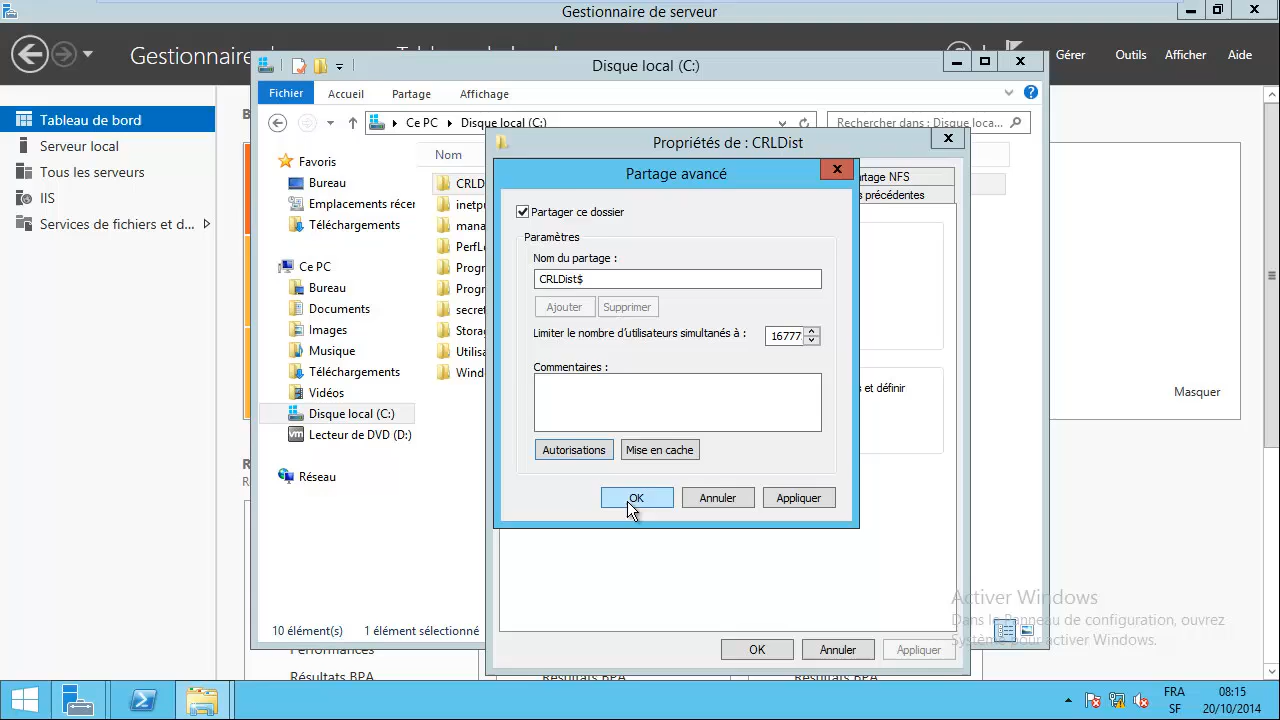 Gestionnaire de serveur
Gestionnaire
Gérer
Outils
Afficher
Aide
Tableau de bord
Serveur local
Tous les serveurs
IIS
Services de fichiers et d...
Disque local (C:)
Fichier
Accueil
Partage
Affichage
Ce PC
Disque local (C:)
Rechercher dans : Disque loca...
Favoris
Bureau
Emplacements récer
Téléchargements
Ce PC
Bureau
Documents
Images
Musique
Téléchargements
Vidéos
Disque local (C:)
Lecteur de DVD (D:)
Réseau
Nom
CRLD
inetpu
mana
PerfLo
Progr
Progr
secre
Stora
Utilisa
Wind
10 élément(s)
1 élément sélectionné
Propriétés de : CRLDist
artage NFS
s précédentes
s et définir
Partage avancé
Partager ce dossier
Paramètres
Nom du partage :
CRLDist$
Ajouter
Supprimer
Limiter le nombre d'utilisateurs simultanés à :
16777
Commentaires :
Autorisations
Mise en cache
OK
Annuler
Appliquer
OK
Annuler
Appliquer
Masquer
Activer Windows
Dans le Panneau de configuration, ouvrez
Système pour activer Windows.
Performances
Résultats BPA
Résultats BPA
Résultats BPA
FRA
SF
08:15
20/10/2014